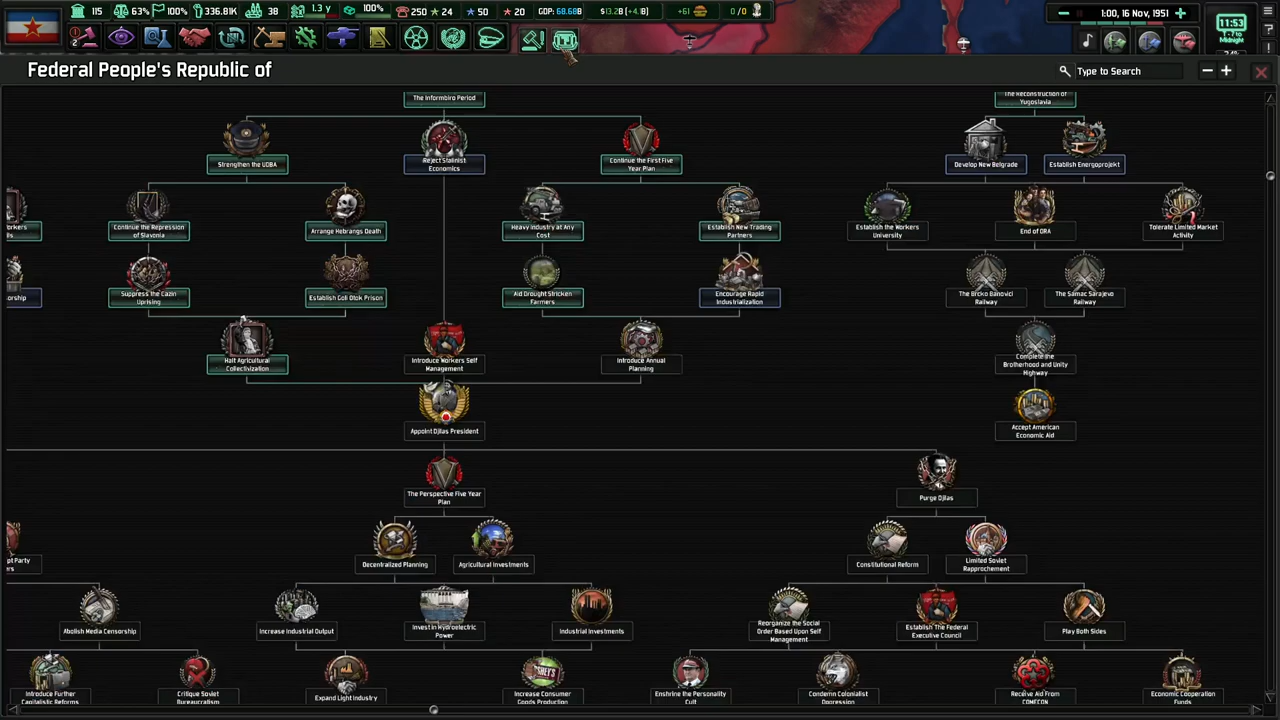 115 63% 100% 336.81K 38 1.3 y 100% 250 24 50 20 GDP: 68.68B $13.2B (+4.B) +61 0/0
1:00, 16 Nov, 1951
11:53
Midnight
Federal People's Republic of
Type to Search
The Informbiro Period
The Reconstruction of
Yugoslavia
Strengthen the UDBA
Reject Stalinist
Economics
Continue the First Five
Year Plan
Develop New Belgrade
Establish Energoprojekt
Continue the Repression
of Slavonia
Arrange Hebrangs Death
Heavy Industry at Any
Cost
Establish New Trading
Partners
Establish the Workers
University
End of ORA
Tolerate Limited Market
Activity
Suppress the Cazin
Uprising
Establish Goli Otok Prison
Aid Drought Stricken
Farmers
Encourage Rapid
Industrialization
The Brcko Banovici
Railway
The Samac Sarajevo
Railway
Halt Agricultural
Collectivization
Introduce Workers Self
Management
Introduce Annual
Planning
Complete the
Brotherhood and Unity
Highway
Appoint Djilas President
Accept American
Economic Aid
The Perspective Five Year
Plan
Purge Djilas
Decentralized Planning
Agricultural Investments
Constitutional Reform
Limited Soviet
Rapprochement
Abolish Media Censorship
Increase Industrial Output
Invest in Hydroelectric
Power
Industrial Investments
Reorganize the Social
Order Based Upon Self
Management
Establish The Federal
Executive Council
Play Both Sides
Introduce Further
Capitalistic Reforms
Critique Soviet
Bureaucratism
Expand Light Industry
Increase Consumer
Goods Production
Enshrine the Personality
Cult
Condemn Colonialist
Oppression
Receive Aid From
COMECON
Economic Cooperation
Funds